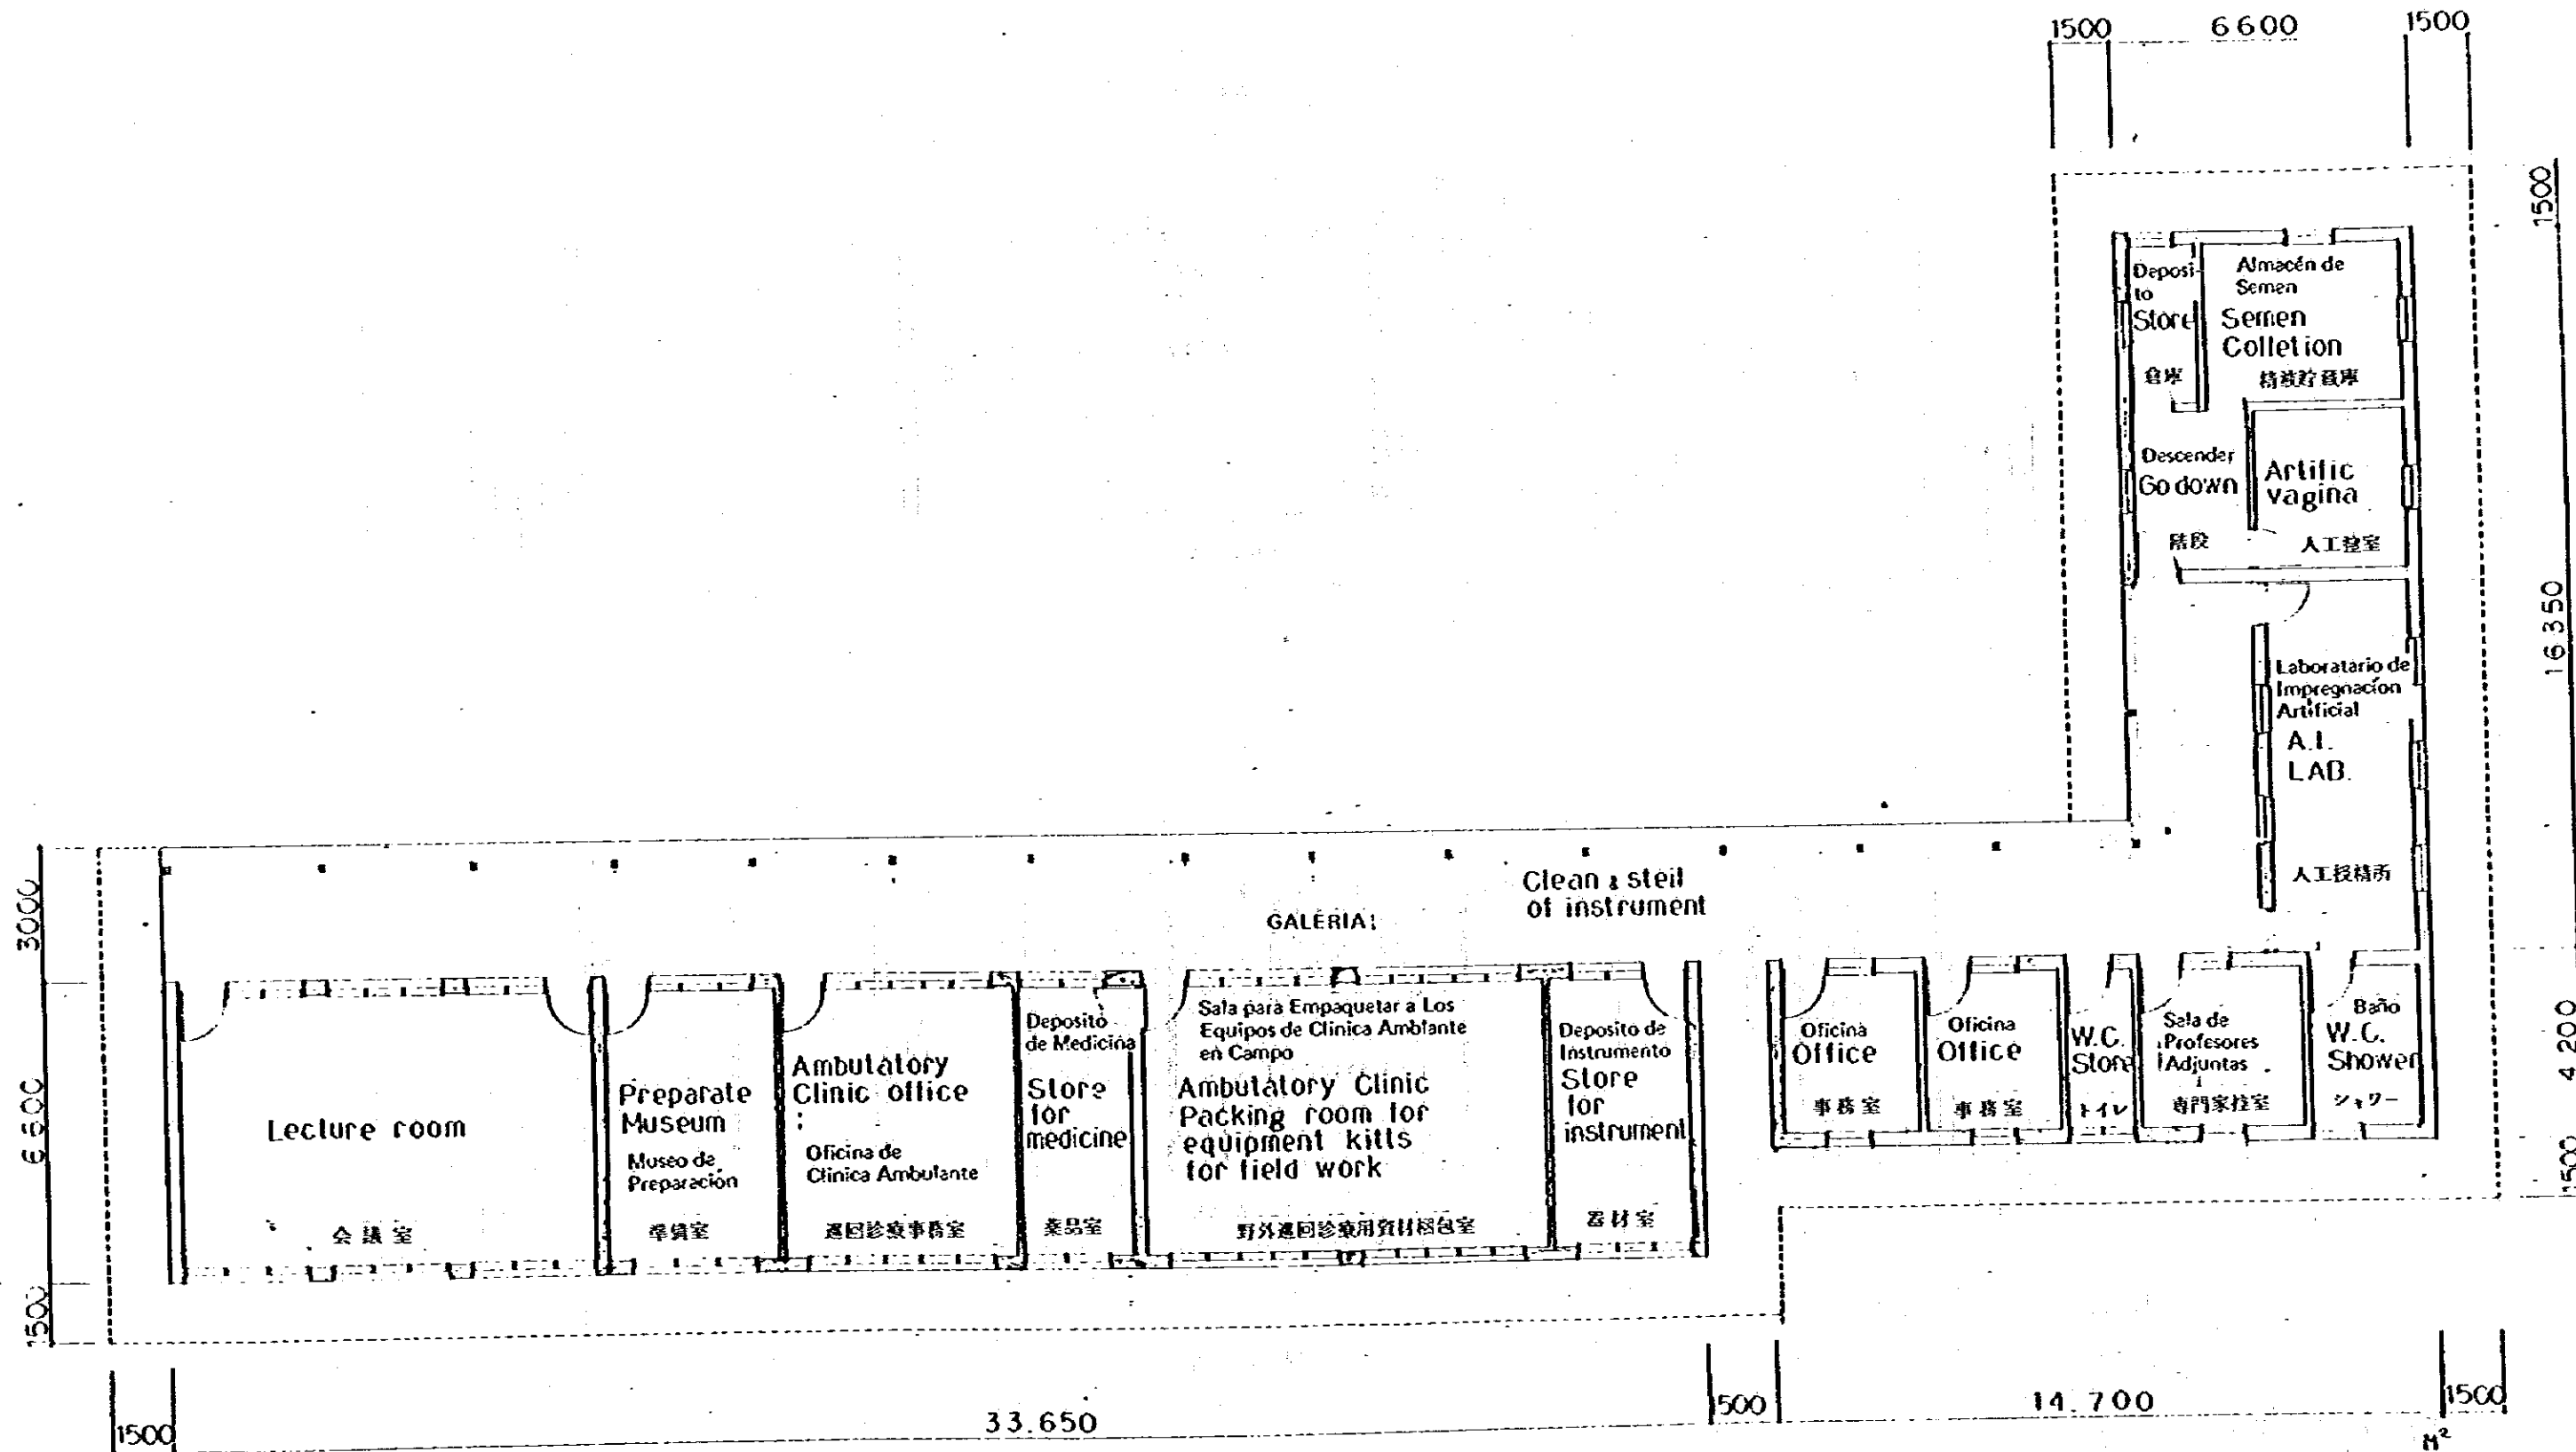 1500
6600
1500
1500
Deposi-
to
Store
倉庫
Almacén de
Semen
Semen
Colletion
精液貯蔵庫
Descender
Go down
階段
Artific
vagina
人工膣室
16350
Laboratario de
Impregnacíon
Artificial
A.I.
LAB.
人工授精所
3000
GALERIA
Clean & steil
of instrument
6500
Lecture room
会議室
Preparate
Museum
Museo de
Preparación
準備室
Ambulatory
Clinic office
Oficina de
Clinica Ambulante
巡回診療事務室
Deposito
de Medicina
Store
for
medicine
薬品室
Sala para Empaquetar a Los
Equipos de Clinica Ambiante
en Campo
Ambutatory Clinic
Packing room for
equipment kitts
for field work
野外巡回診療用資材梱包室
Deposito de
Instrumento
Store
for
instrument
器材室
Oficina
Office
事務室
Oficina
Office
事務室
W.C.
Store
トイレ
Sala de
Profesores
Adjuntas
Baño
W.C.
Shower
シャワー
4200
1500
1500
1500
33.650
1500
14.700
1500
M²